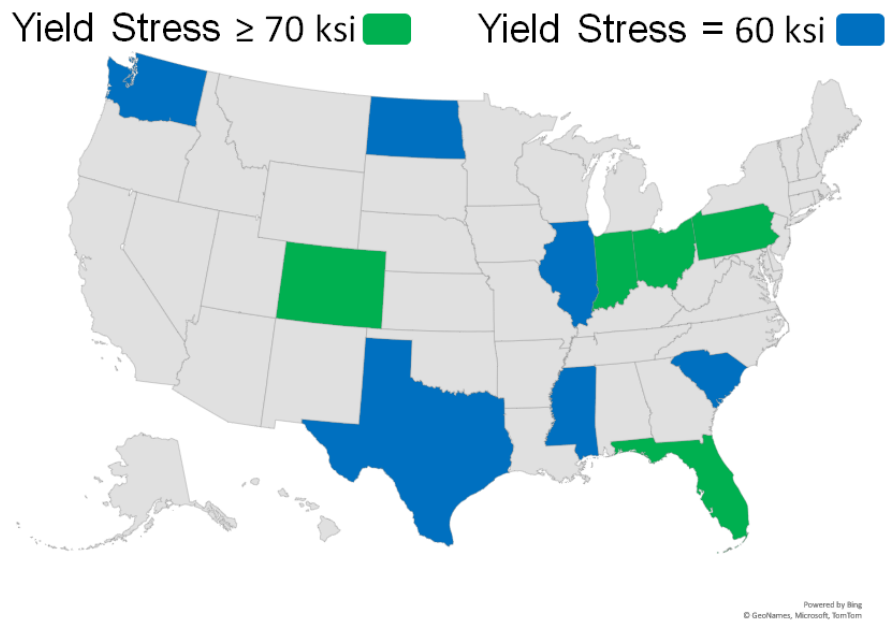 Yield Stress ≥ 70 ksi
Yield Stress = 60 ksi
Powered by Bing
© GeoNames, Microsoft, TomTom